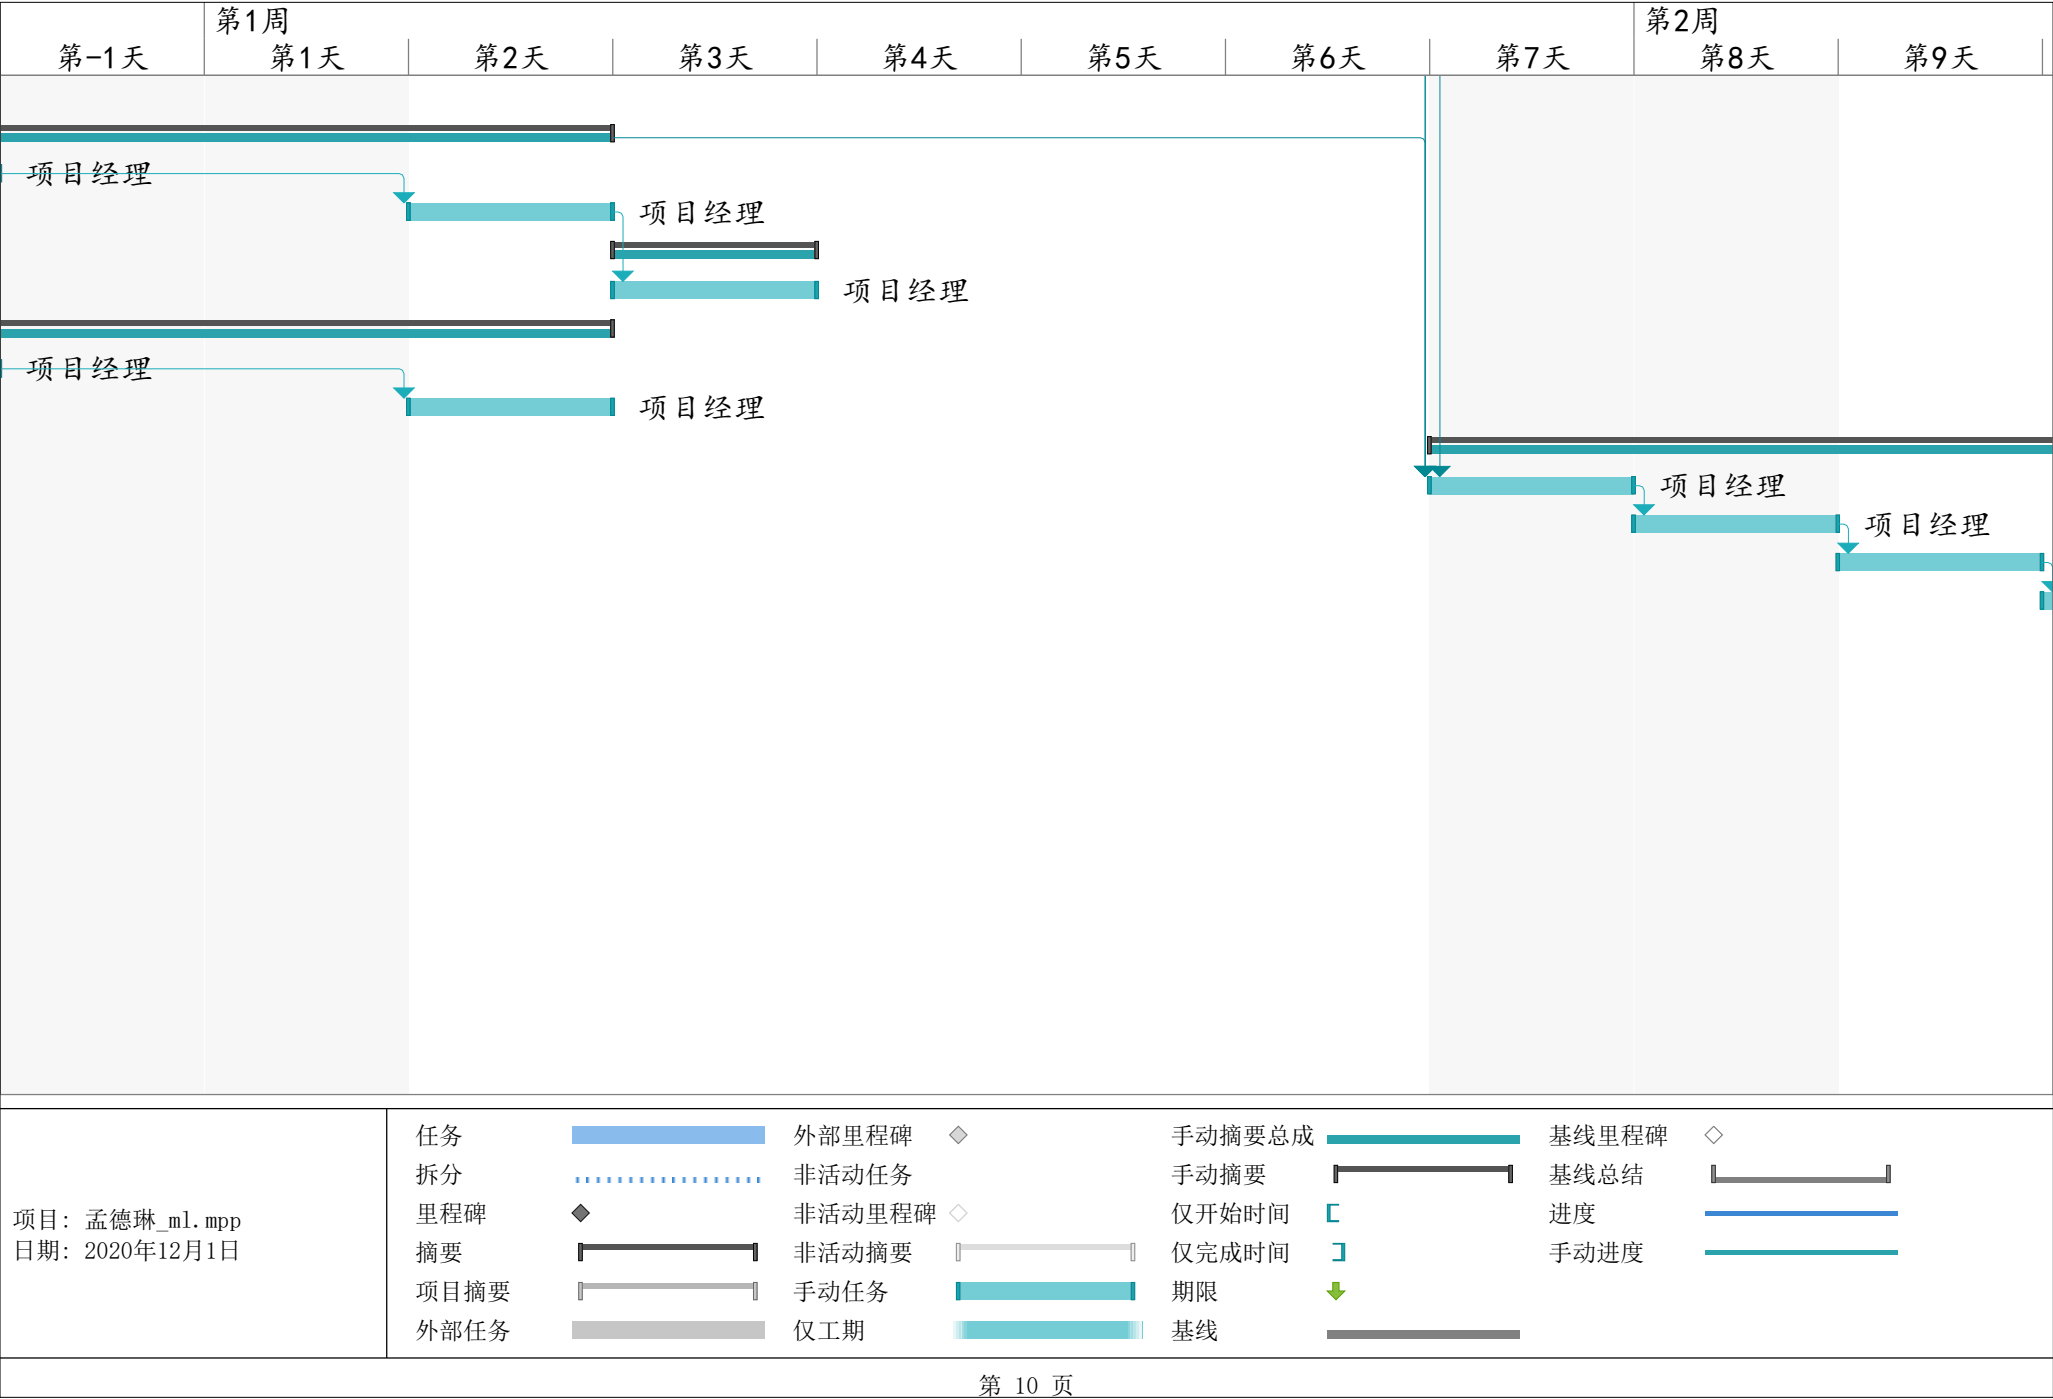 第1周
第2周
第-1天
第1天
第2天
第3天
第4天
第5天
第6天
第7天
第8天
第9天
项目经理
项目经理
项目经理
项目经理
项目经理
项目经理
项目经理
项目: 孟德琳_ml.mpp
日期: 2020年12月1日
任务
拆分
里程碑
摘要
项目摘要
外部任务
外部里程碑
非活动任务
非活动里程碑
非活动摘要
手动任务
仅工期
手动摘要总成
手动摘要
仅开始时间
仅完成时间
期限
基线
基线里程碑
基线总结
进度
手动进度
第 10 页